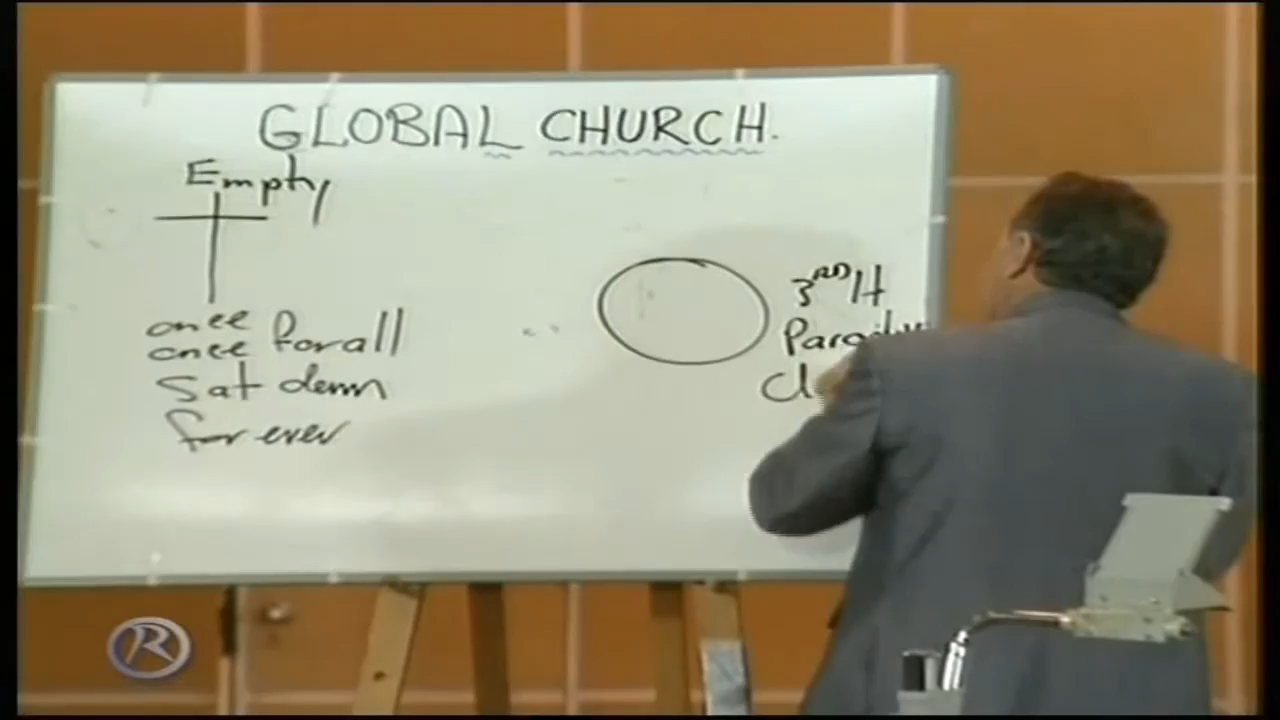 GLOBAL CHURCH.
Empty
once
once for all
Sat down
for ever
3RD H
R